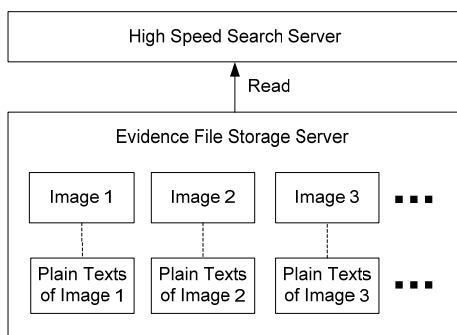 High Speed Search Server
Read
Evidence File Storage Server
Image 1
Image 2
Image 3
Plain Texts
of Image 1
Plain Texts
of Image 2
Plain Texts
of Image 3